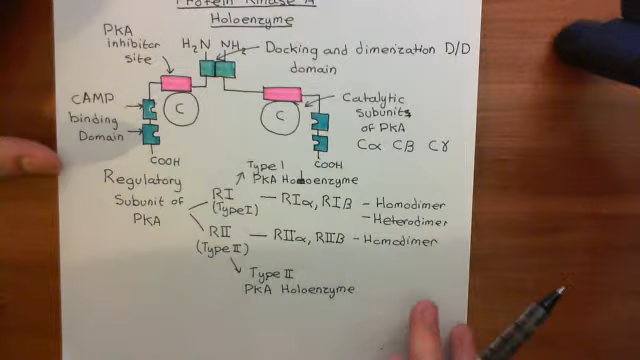 Protein Kinase A
Holoenzyme
PKA
inhibitor
site
H₂N NH₂
Docking and dimerization D/D
domain
CAMP
binding
Domain
C
C
Catalytic
Subunits
of PKA
Cα Cβ Cγ
COOH
COOH
Regulatory
Subunit of
PKA
Type I
PKA Holoenzyme
RI
(Type I)
— RIα, RIβ - Homodimer
- Heterodimer
RII
(Type II)
— RIIα, RIIβ - Homodimer
Type II
PKA Holoenzyme